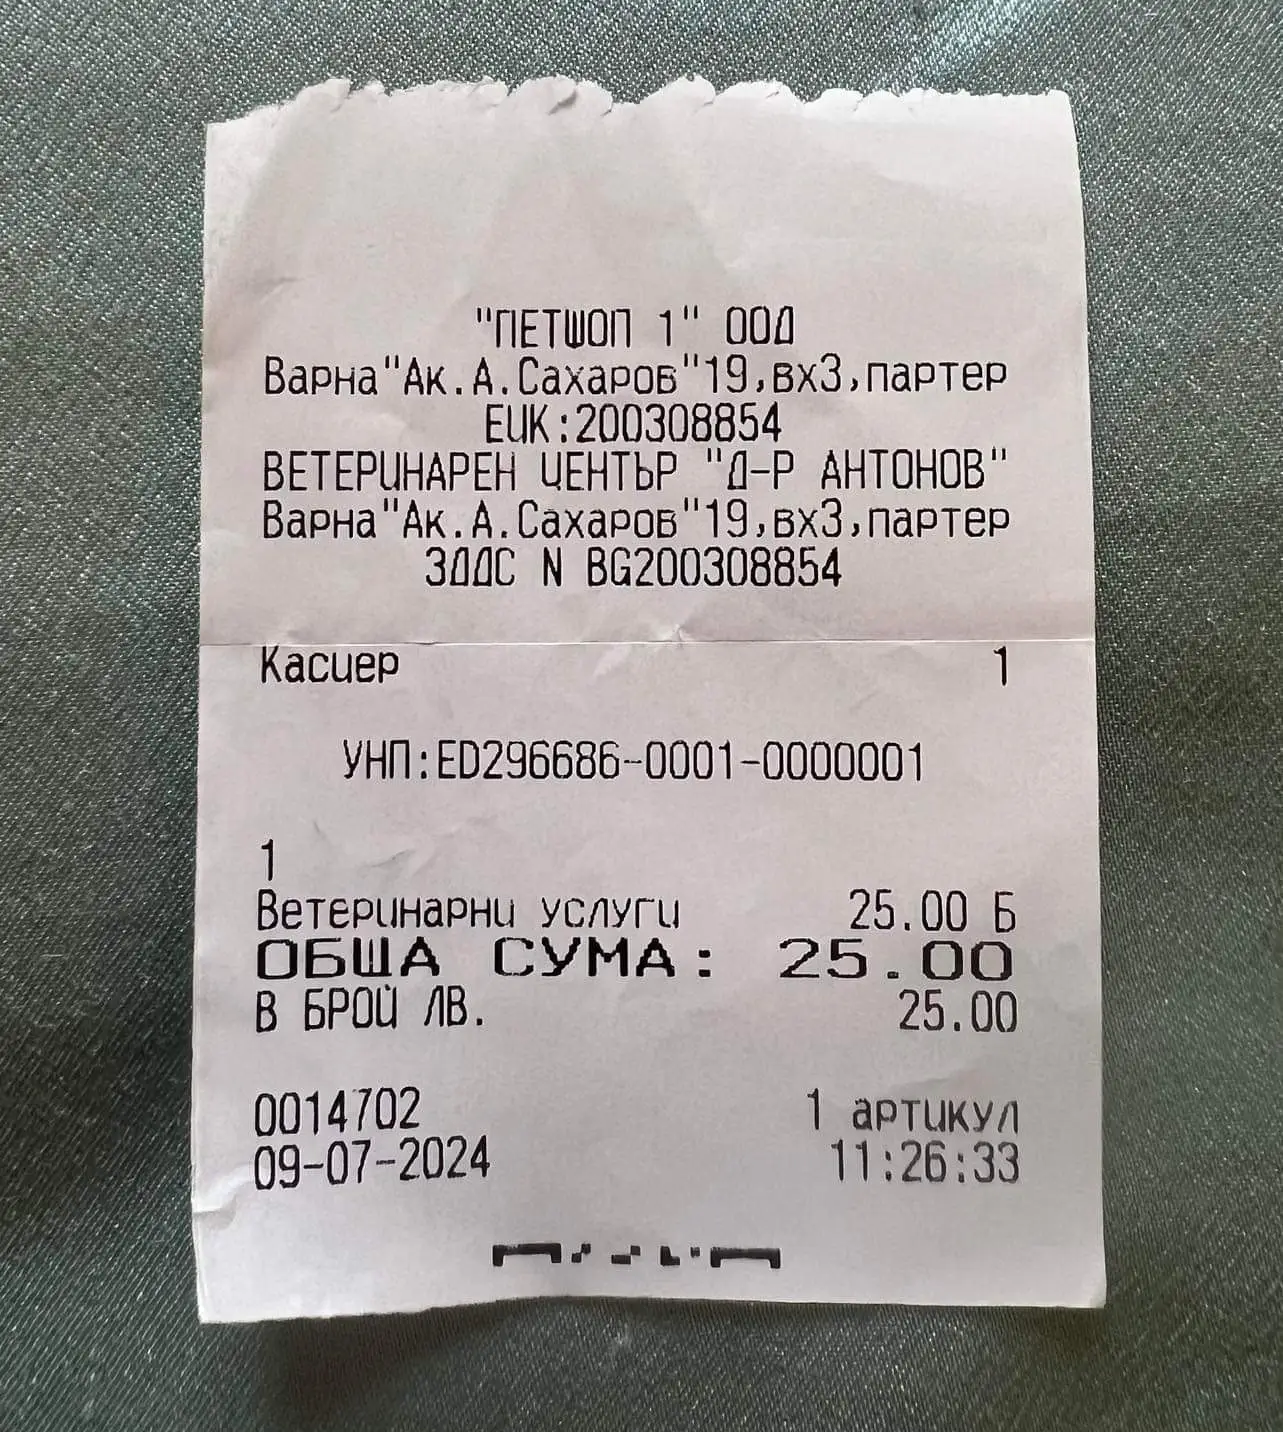 "ПЕТШОП 1" ООД
Варна"Ак.А.Сахаров"19,вх3,партер
ЕИК:200308854
ВЕТЕРИНАРЕН ЦЕНТЪР "Д-Р АНТОНОВ"
Варна"Ак.А.Сахаров"19,вх3,партер
ЗДДС N BG200308854
Касиер 1
УНП:ED296686-0001-0000001
1
Ветеринарни услуги 25.00 Б
ОБЩА СУМА: 25.00
В БРОЙ ЛВ. 25.00
0014702 1 артикул
09-07-2024 11:26:33